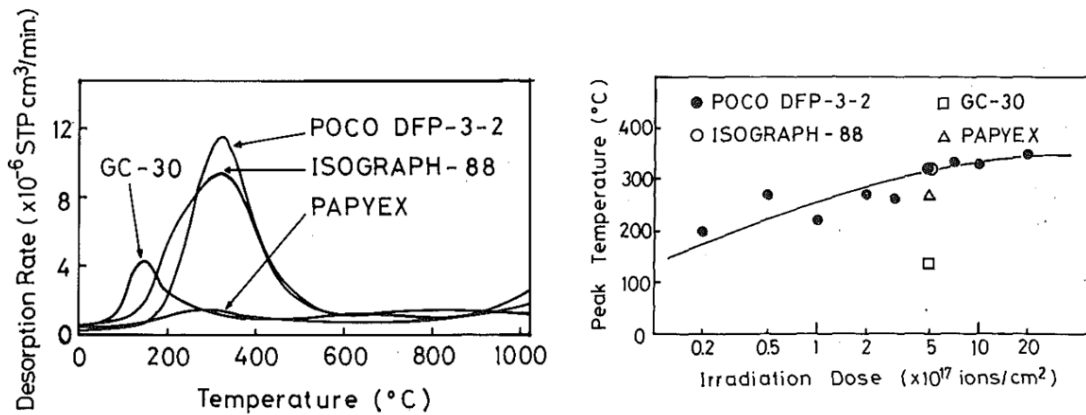 Desorption Rate (×10⁻⁶ STP cm³/min.)
12
8
4
0
GC-30
POCO DFP-3-2
ISOGRAPH-88
PAPYEX
0 200 400 600 800 1000
Temperature (°C)
Peak Temperature (°C)
400
300
200
100
0
● POCO DFP-3-2 □ GC-30
○ ISOGRAPH-88 △ PAPYEX
0.2 0.5 1 2 5 10 20
Irradiation Dose (×10¹⁷ ions/cm²)